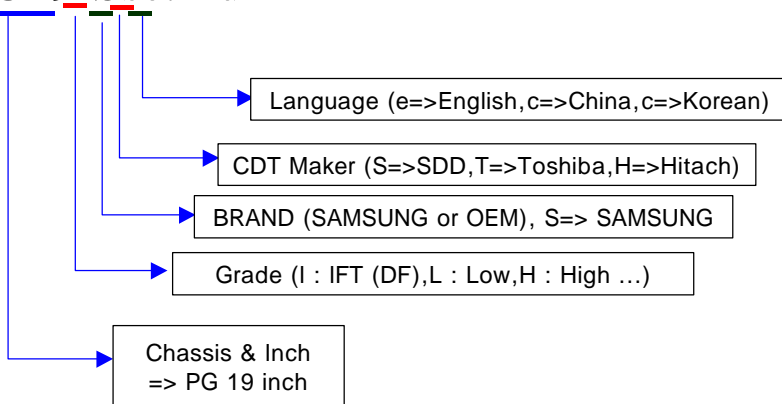 Language (e=>English,c=>China,c=>Korean)
CDT Maker (S=>SDD,T=>Toshiba,H=>Hitach)
BRAND (SAMSUNG or OEM), S=> SAMSUNG
Grade (I : IFT (DF),L : Low,H : High ...)
Chassis & Inch
=> PG 19 inch